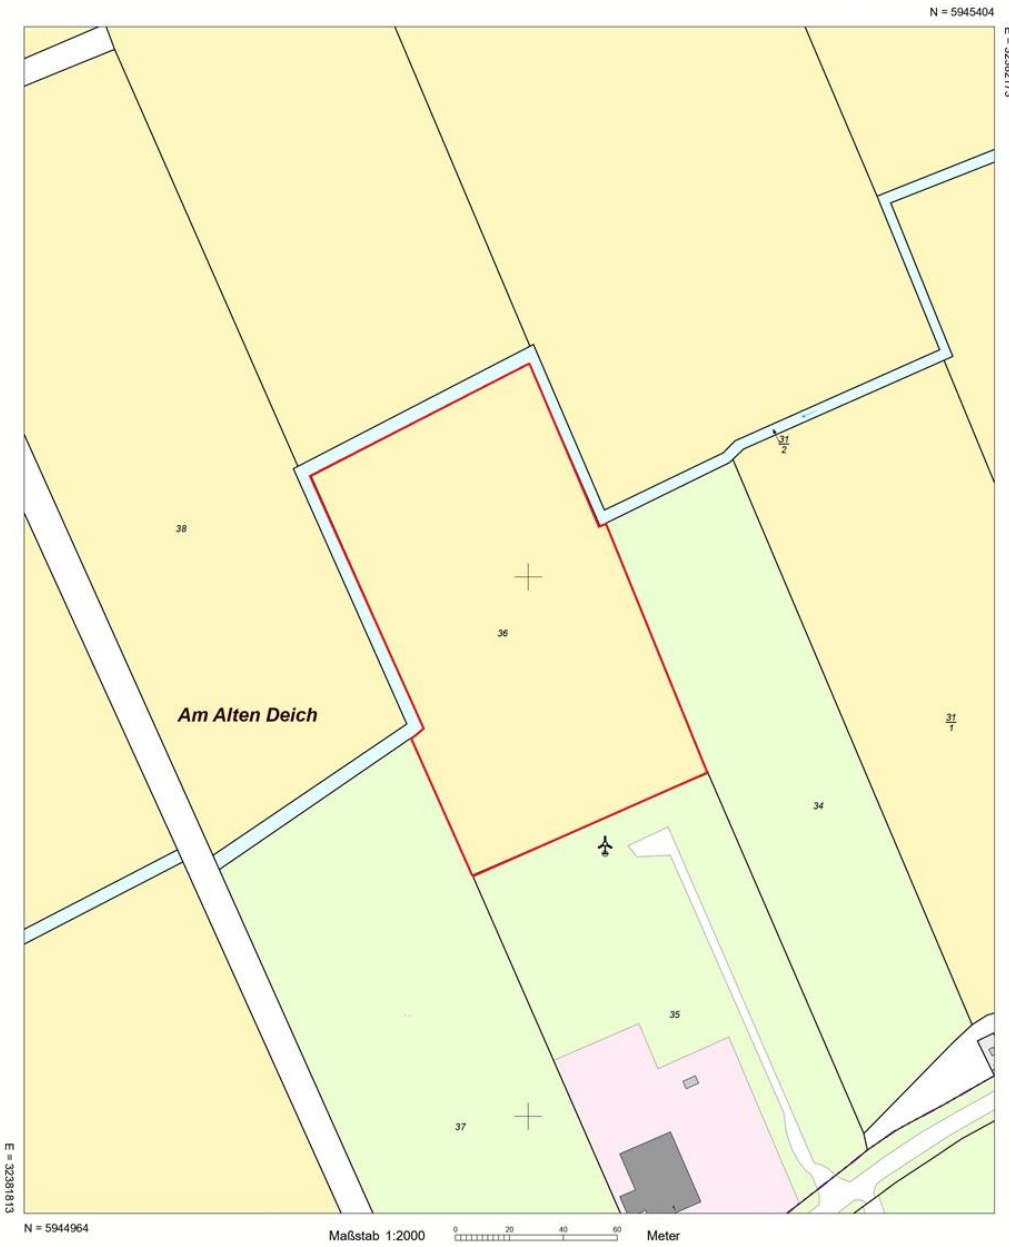 N = 5945404
38
31
2
36
Am Alten Deich
31
1
34
35
37
E = 32381813
N = 5944964
Maßstab 1:2000
0 20 40 60
Meter